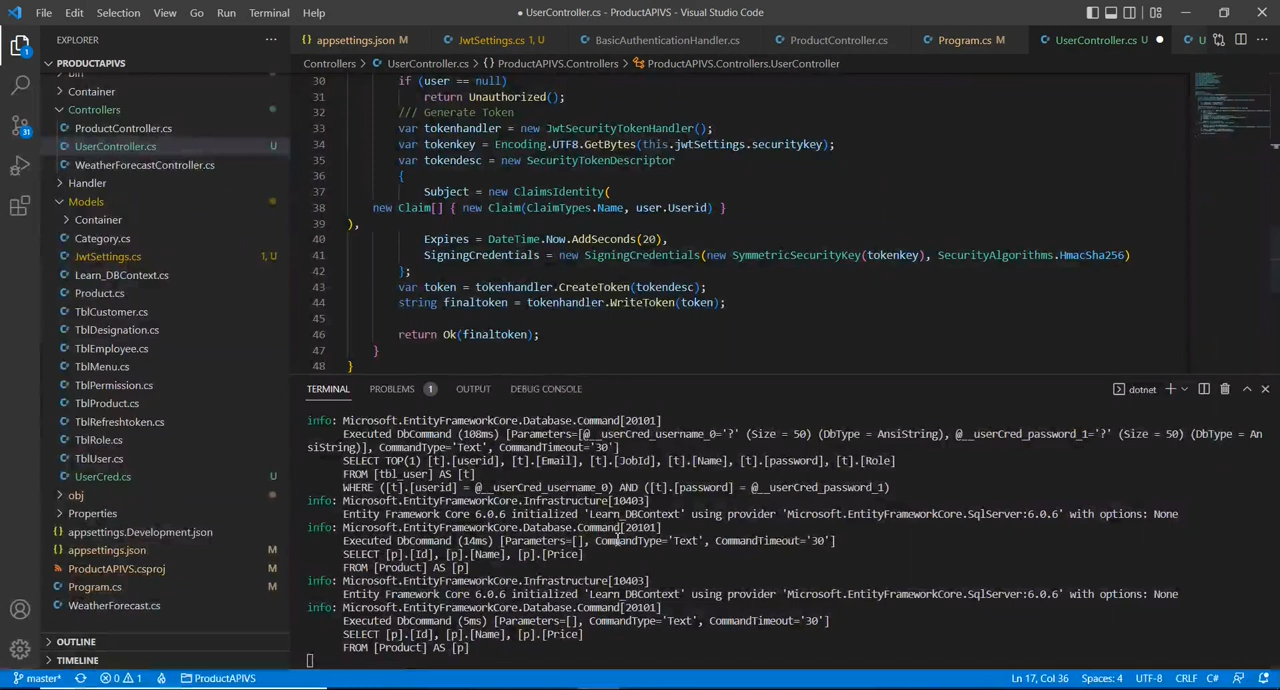 File Edit Selection View Go Run Terminal Help
● UserController.cs - ProductAPIVS - Visual Studio Code
EXPLORER
appsettings.json M
JwtSettings.cs 1, U
BasicAuthenticationHandler.cs
ProductController.cs
Program.cs M
UserController.cs U
U
PRODUCTAPIVS
Controllers > UserController.cs > {} ProductAPIVS.Controllers > ProductAPIVS.Controllers.UserController
bin
Container
Controllers
ProductController.cs
UserController.cs U
WeatherForecastController.cs
Handler
Models
Container
Category.cs
JwtSettings.cs 1, U
Learn_DBContext.cs
Product.cs
TblCustomer.cs
TblDesignation.cs
TblEmployee.cs
TblMenu.cs
TblPermission.cs
TblProduct.cs
TblRefreshtoken.cs
TblRole.cs
TblUser.cs
UserCred.cs U
obj
Properties
appsettings.Development.json
appsettings.json M
ProductAPIVS.csproj M
Program.cs M
WeatherForecast.cs
OUTLINE
TIMELINE
1
31
30 if (user == null)
31 return Unauthorized();
32 /// Generate Token
33 var tokenhandler = new JwtSecurityTokenHandler();
34 var tokenkey = Encoding.UTF8.GetBytes(this.jwtSettings.securitykey);
35 var tokendesc = new SecurityTokenDescriptor
36 {
37 Subject = new ClaimsIdentity(
38 new Claim[] { new Claim(ClaimTypes.Name, user.Userid) }
39 ),
40 Expires = DateTime.Now.AddSeconds(20),
41 SigningCredentials = new SigningCredentials(new SymmetricSecurityKey(tokenkey), SecurityAlgorithms.HmacSha256)
42 };
43 var token = tokenhandler.CreateToken(tokendesc);
44 string finaltoken = tokenhandler.WriteToken(token);
45
46 return Ok(finaltoken);
47 }
48 }
TERMINAL PROBLEMS 1 OUTPUT DEBUG CONSOLE
dotnet
info: Microsoft.EntityFrameworkCore.Database.Command[20101]
Executed DbCommand (108ms) [Parameters=[@__userCred_username_0='?' (Size = 50) (DbType = AnsiString), @__userCred_password_1='?' (Size = 50) (DbType = An
siString)], CommandType='Text', CommandTimeout='30']
SELECT TOP(1) [t].[userid], [t].[Email], [t].[JobId], [t].[Name], [t].[password], [t].[Role]
FROM [tbl_user] AS [t]
WHERE ([t].[userid] = @__userCred_username_0) AND ([t].[password] = @__userCred_password_1)
info: Microsoft.EntityFrameworkCore.Infrastructure[10403]
Entity Framework Core 6.0.6 initialized 'Learn_DBContext' using provider 'Microsoft.EntityFrameworkCore.SqlServer:6.0.6' with options: None
info: Microsoft.EntityFrameworkCore.Database.Command[20101]
Executed DbCommand (14ms) [Parameters=[], CommandType='Text', CommandTimeout='30']
SELECT [p].[Id], [p].[Name], [p].[Price]
FROM [Product] AS [p]
info: Microsoft.EntityFrameworkCore.Infrastructure[10403]
Entity Framework Core 6.0.6 initialized 'Learn_DBContext' using provider 'Microsoft.EntityFrameworkCore.SqlServer:6.0.6' with options: None
info: Microsoft.EntityFrameworkCore.Database.Command[20101]
Executed DbCommand (5ms) [Parameters=[], CommandType='Text', CommandTimeout='30']
SELECT [p].[Id], [p].[Name], [p].[Price]
FROM [Product] AS [p]
master* 0 1 ProductAPIVS
Ln 17, Col 36 Spaces: 4 UTF-8 CRLF C#